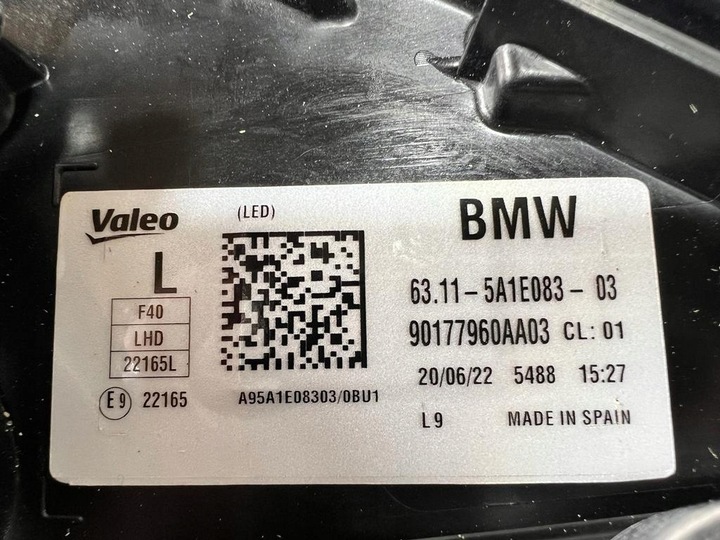 Valeo
(LED)
BMW
L
F40
LHD
22165L
E9 22165
A95A1E08303/0BU1
63.11 - 5A1E083 - 03
90177960AA03 CL: 01
20/06/22 5488 15:27
L9 MADE IN SPAIN